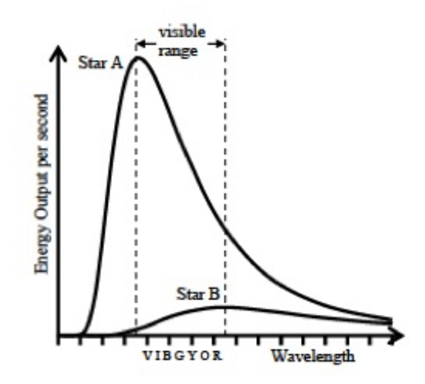 visible
range
Star A
Energy Output per second
Star B
V I B G Y O R
Wavelength